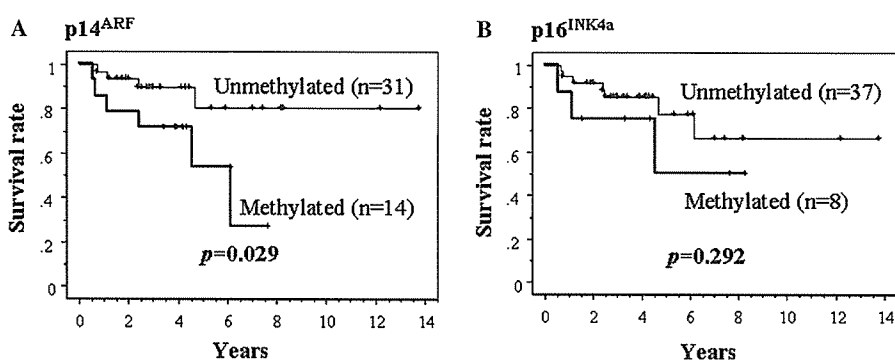 A p14ARF
Survival rate
1
.8
.6
.4
.2
0
Unmethylated (n=31)
Methylated (n=14)
p=0.029
0 2 4 6 8 10 12 14
Years
B p16INK4a
Survival rate
1
.8
.6
.4
.2
0
Unmethylated (n=37)
Methylated (n=8)
p=0.292
0 2 4 6 8 10 12 14
Years